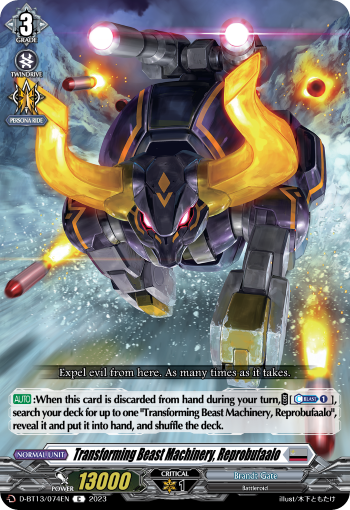 3
GRADE
TWINDRIVE
PERSONA RIDE
Expel evil from here. As many times as it takes.
AUTO :When this card is discarded from hand during your turn, [C BLAST 1],
search your deck for up to one "Transforming Beast Machinery, Reprobufaalo",
reveal it and put it into hand, and shuffle the deck.
NORMAL UNIT Transforming Beast Machinery, Reprobufaalo
POWER 13000 CRITICAL 1 Brandt Gate
Battleroid
D-BT13/074EN C 2023 illust/木下ともたけ